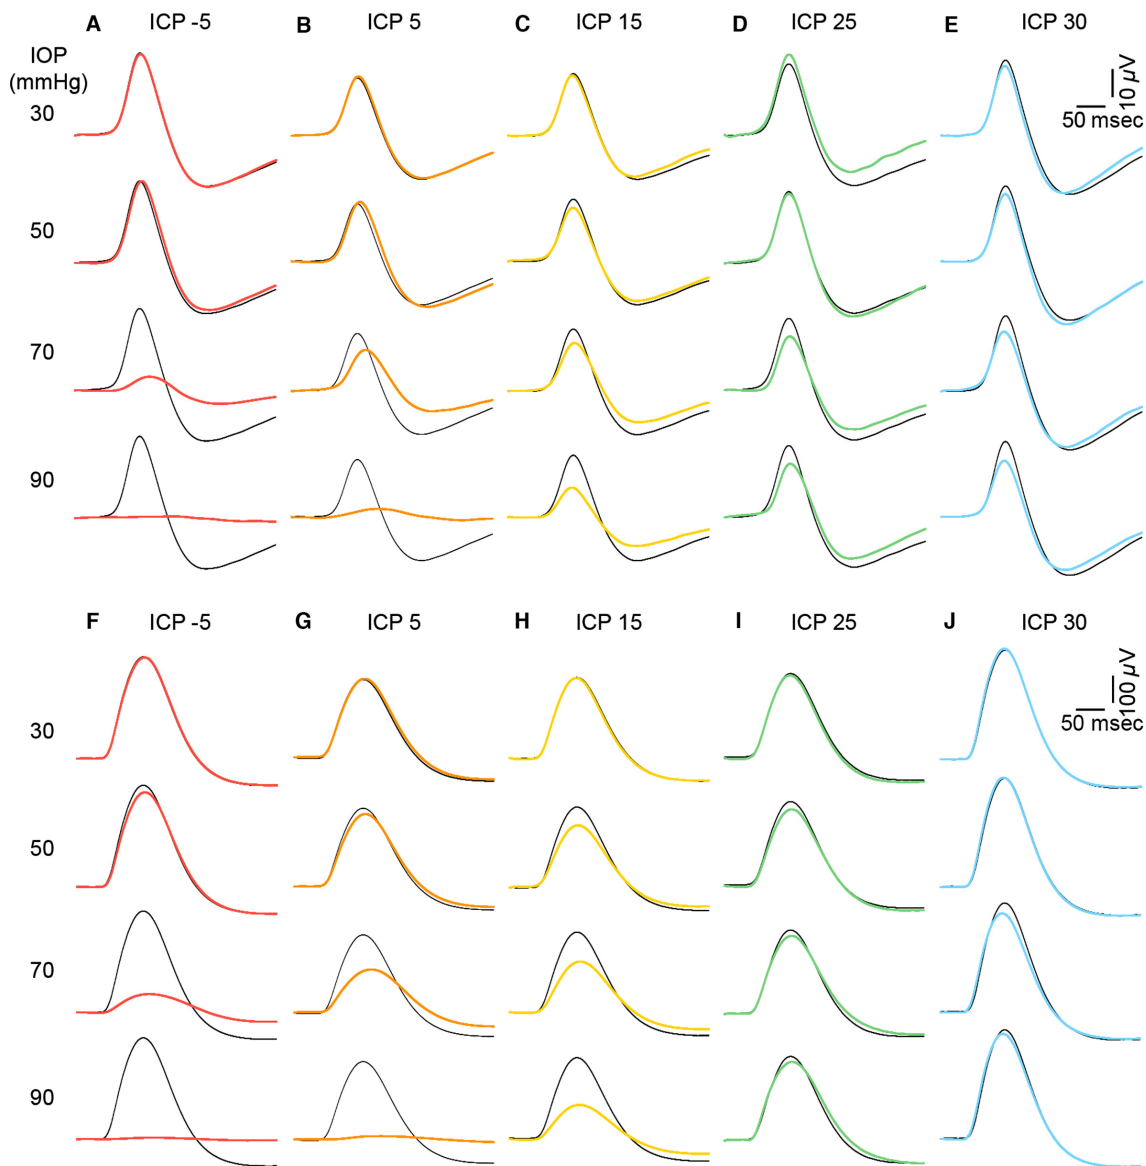 A ICP -5 B ICP 5 C ICP 15 D ICP 25 E ICP 30
IOP
(mmHg)
30
50
70
90
10 µV
50 msec
F ICP -5 G ICP 5 H ICP 15 I ICP 25 J ICP 30
30
50
70
90
100 µV
50 msec